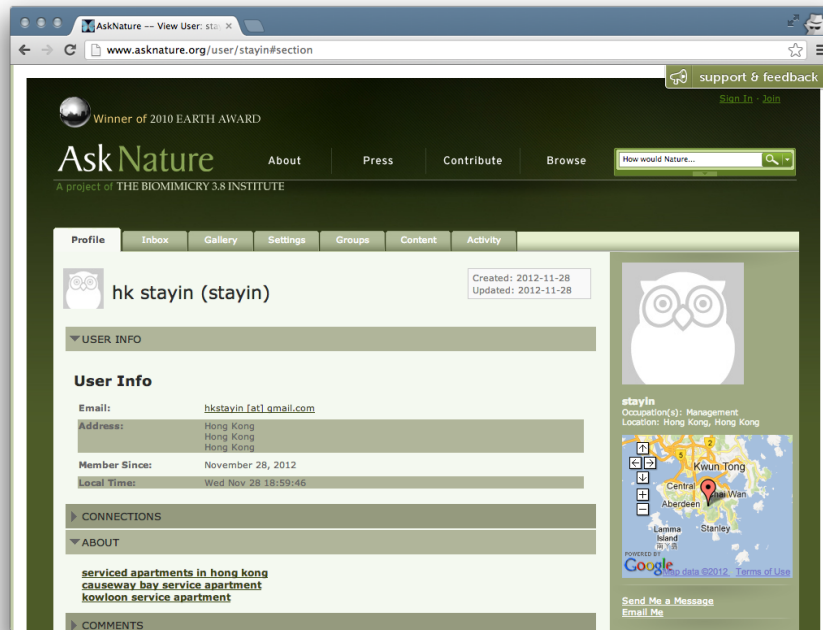 AskNature -- View User: sta
www.asknature.org/user/stayin#section
support & feedback
Sign In · Join
Winner of 2010 EARTH AWARD
Ask Nature
About
Press
Contribute
Browse
How would Nature...
A project of THE BIOMIMICRY 3.8 INSTITUTE
Profile
Inbox
Gallery
Settings
Groups
Content
Activity
hk stayin (stayin)
Created: 2012-11-28
Updated: 2012-11-28
USER INFO
User Info
Email: hkstayin [at] gmail.com
Address: Hong Kong
Hong Kong
Hong Kong
Member Since: November 28, 2012
Local Time: Wed Nov 28 18:59:46
CONNECTIONS
ABOUT
serviced apartments in hong kong
causeway bay service apartment
kowloon service apartment
COMMENTS
stayin
Occupation(s): Management
Location: Hong Kong, Hong Kong
2
5
Kwun Tong
Central
Wan
Aberdeen
Lamma
Island
Stanley
POWERED BY
Google
Map data ©2012 Terms of Use
Send Me a Message
Email Me